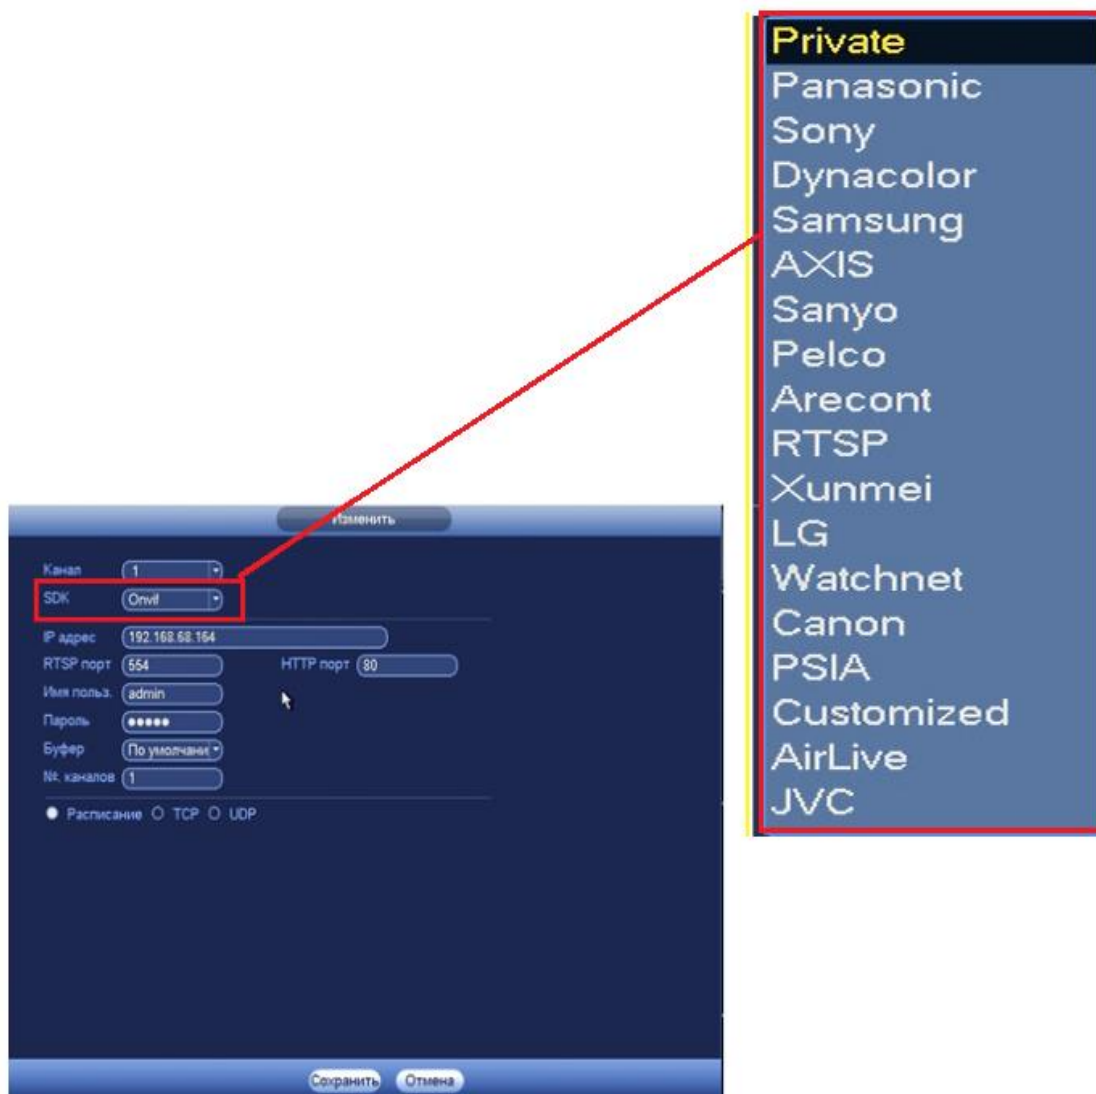 Private
Panasonic
Sony
Dynacolor
Samsung
AXIS
Sanyo
Pelco
Arecont
RTSP
Xunmei
LG
Watchnet
Canon
PSIA
Customized
AirLive
JVC
Изменить
Канал 1
SDK Onvif
IP адрес 192.168.68.164
RTSP порт 554 HTTP порт 80
Имя польз. admin
Пароль •••••
Буфер По умолчани
№. каналов 1
Расписание TCP UDP
Сохранить Отмена